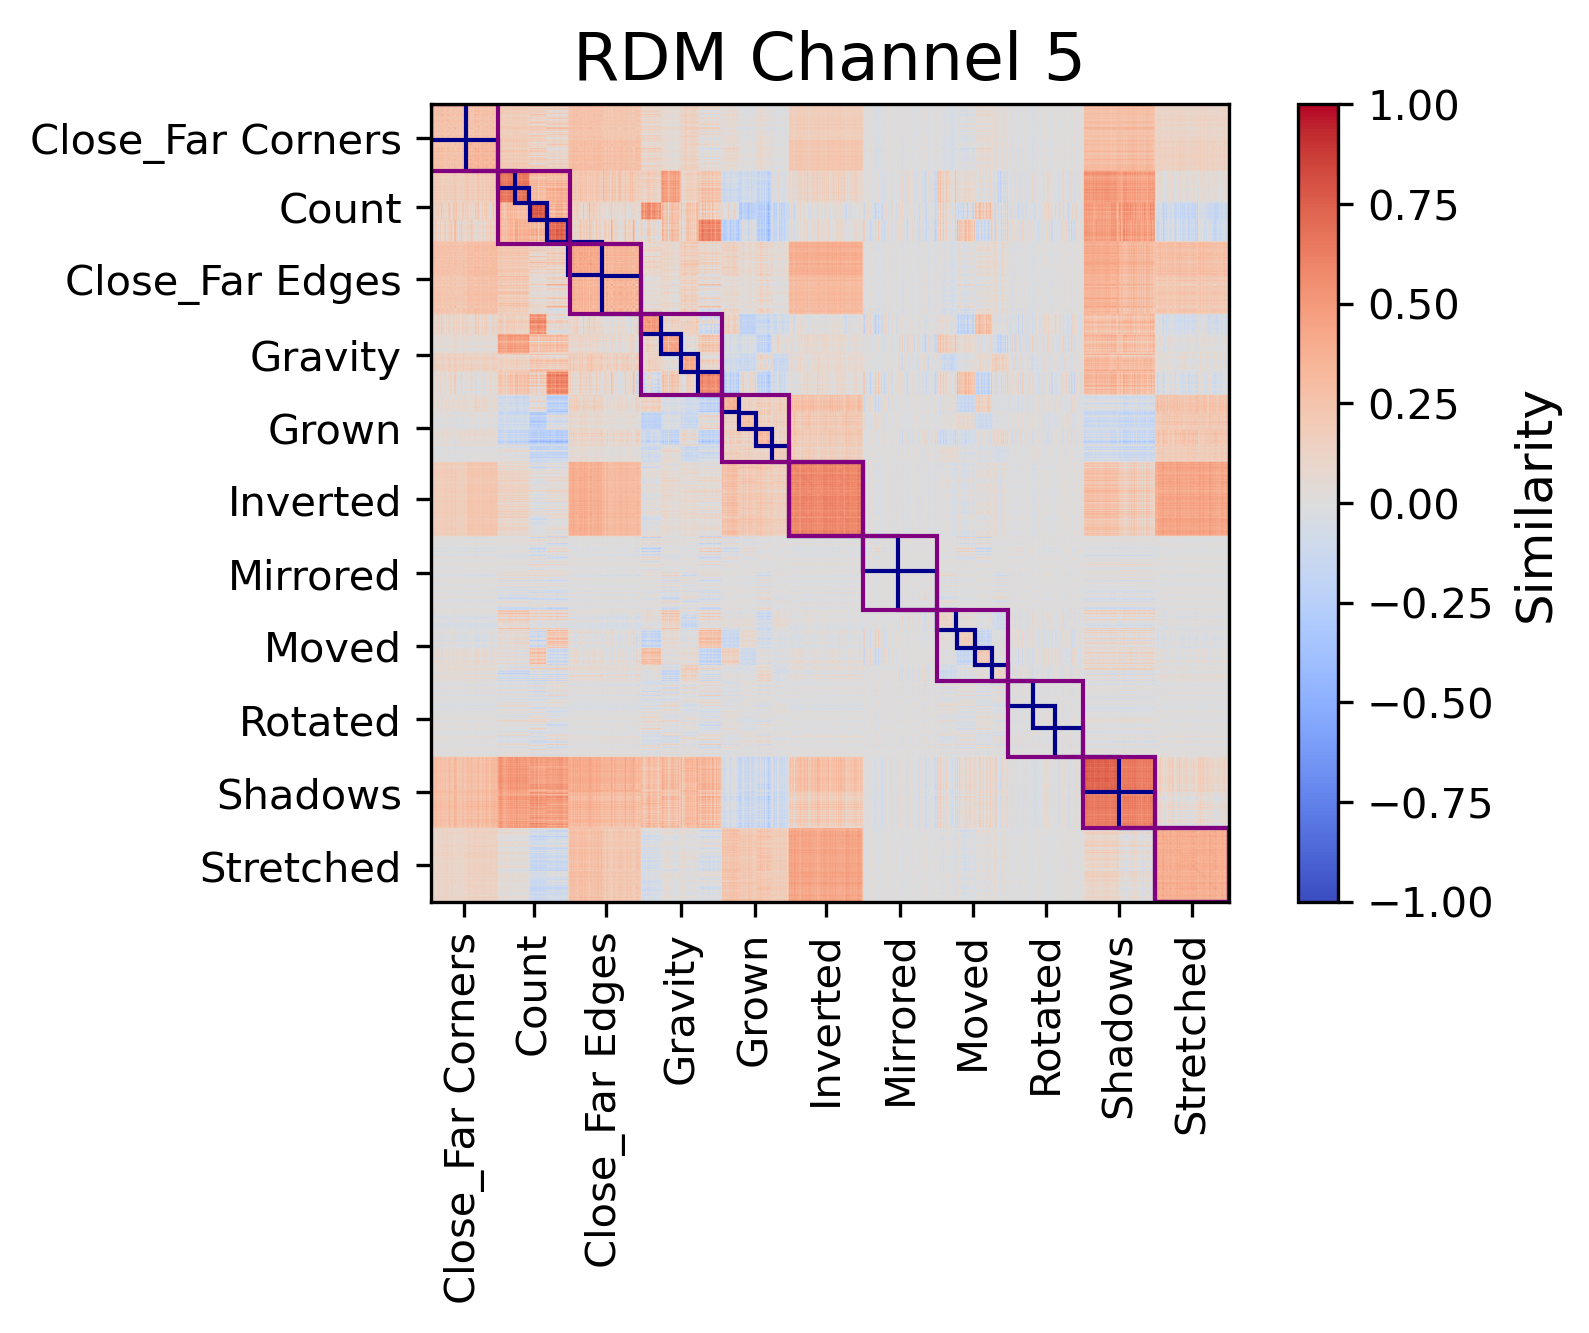 RDM Channel 5
Close_Far Corners
Count
Close_Far Edges
Gravity
Grown
Inverted
Mirrored
Moved
Rotated
Shadows
Stretched
Close_Far Corners
Count
Close_Far Edges
Gravity
Grown
Inverted
Mirrored
Moved
Rotated
Shadows
Stretched
1.00
0.75
0.50
0.25
0.00
−0.25
−0.50
−0.75
−1.00
Similarity